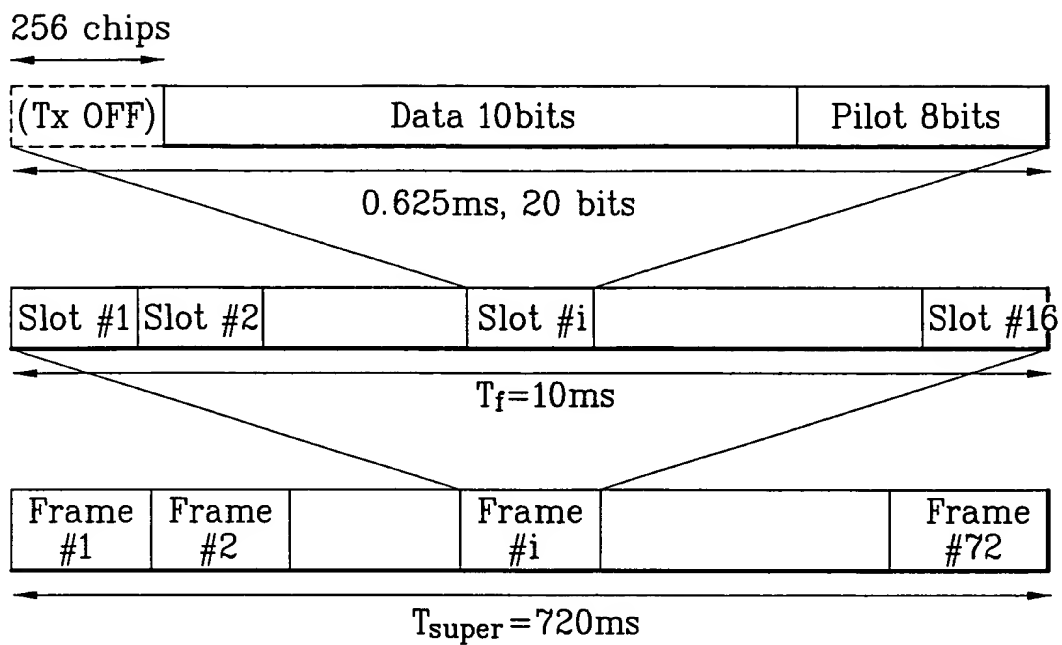 256 chips
(Tx OFF) Data 10bits Pilot 8bits
0.625ms, 20 bits
Slot #1 Slot #2 Slot #i Slot #16
Tf=10ms
Frame #1 Frame #2 Frame #i Frame #72
Tsuper=720ms